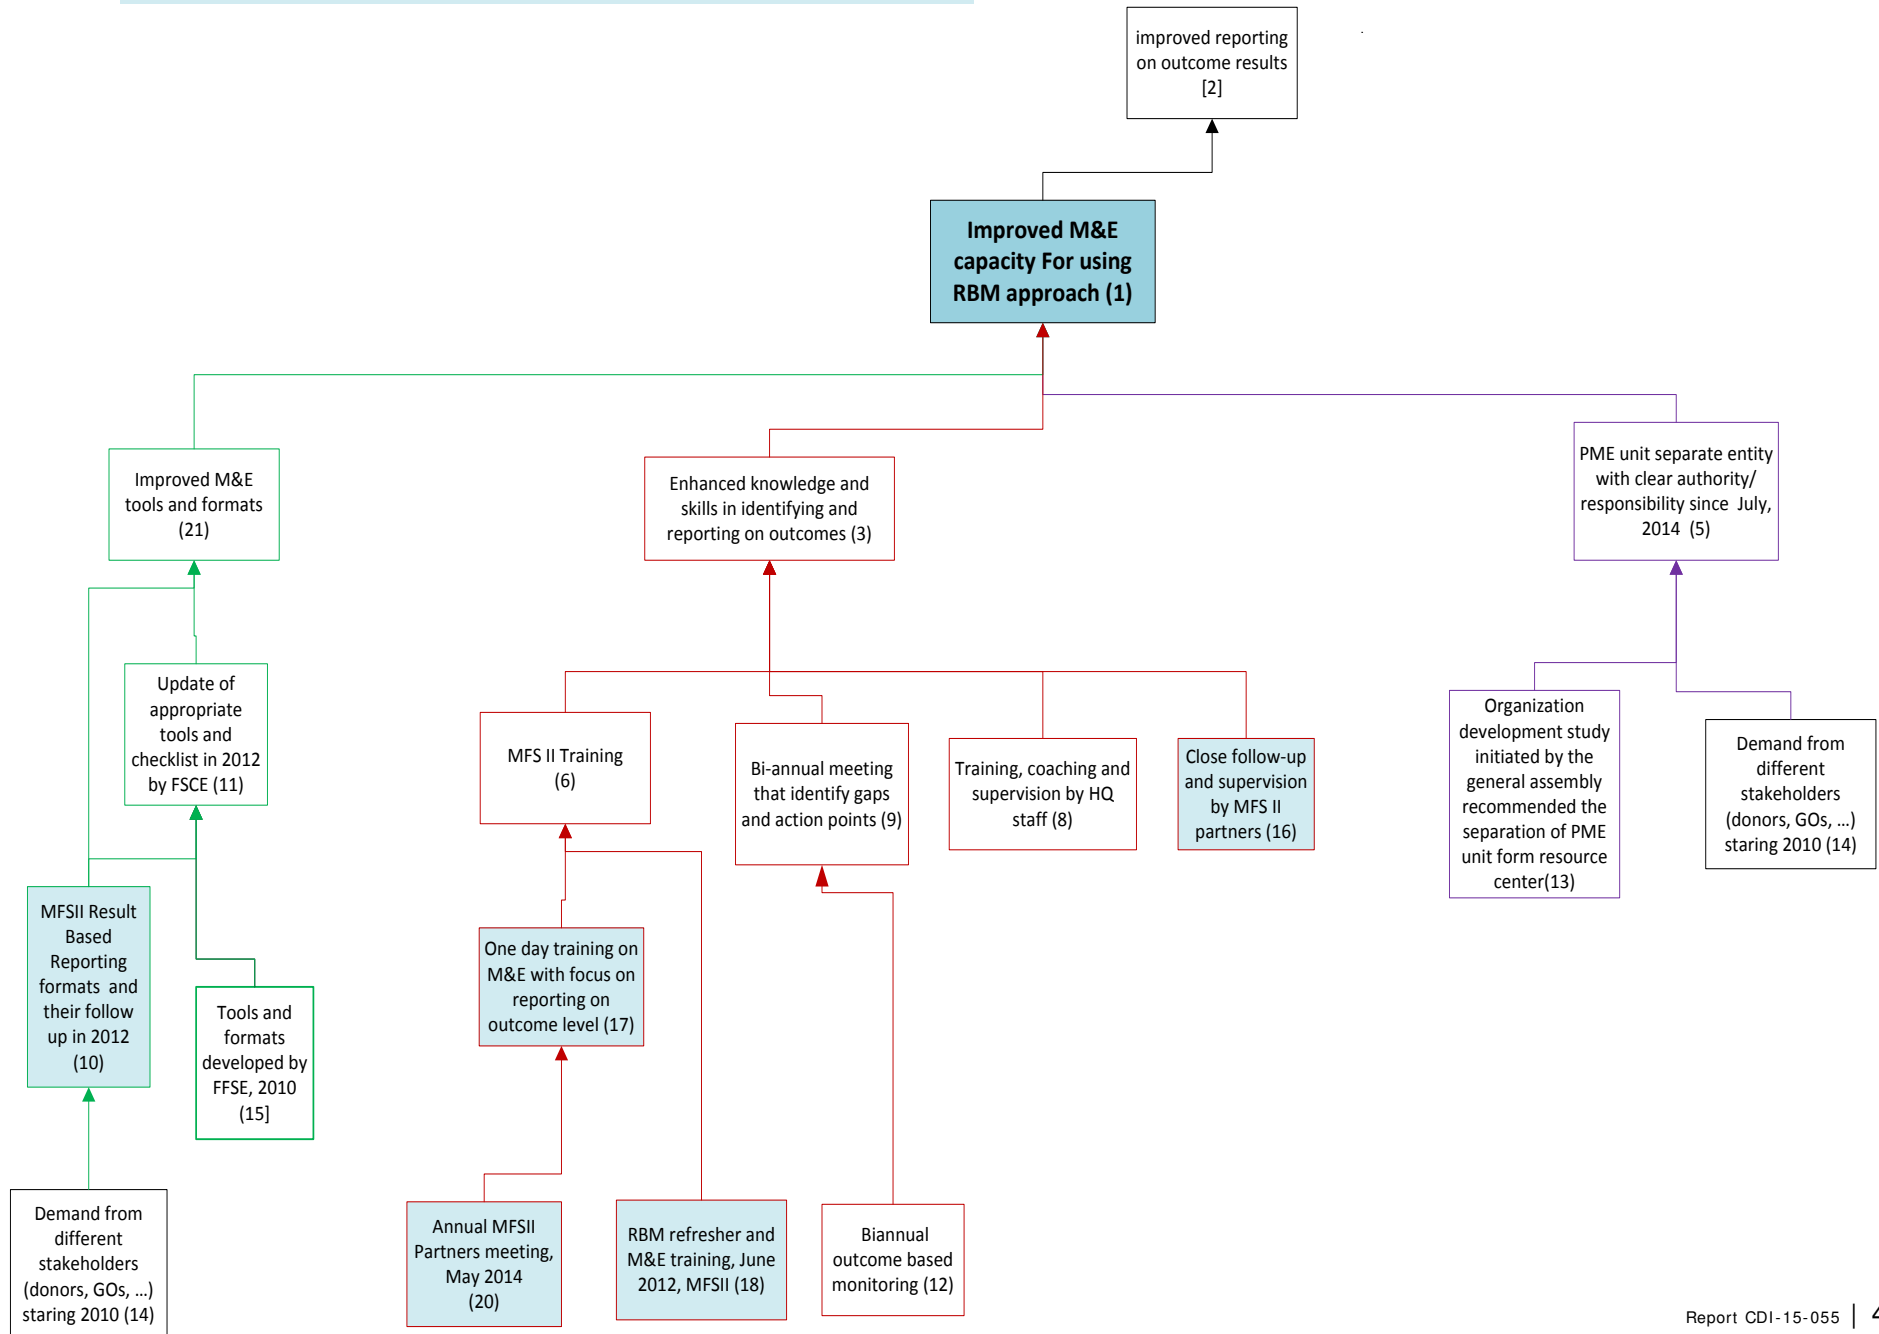 improved reporting
on outcome results
[2]
Improved M&E
capacity For using
RBM approach (1)
Improved M&E
tools and formats
(21)
Enhanced knowledge and
skills in identifying and
reporting on outcomes (3)
PME unit separate entity
with clear authority/
responsibility since July,
2014 (5)
Update of
appropriate
tools and
checklist in 2012
by FSCE (11)
MFS II Training
(6)
Bi-annual meeting
that identify gaps
and action points (9)
Training, coaching and
supervision by HQ
staff (8)
Close follow-up
and supervision
by MFS II
partners (16)
Organization
development study
initiated by the
general assembly
recommended the
separation of PME
unit form resource
center(13)
Demand from
different
stakeholders
(donors, GOs, ...)
staring 2010 (14)
MFSII Result
Based
Reporting
formats and
their follow
up in 2012
(10)
Tools and
formats
developed by
FFSE, 2010
(15]
One day training on
M&E with focus on
reporting on
outcome level (17)
Demand from
different
stakeholders
(donors, GOs, ...)
staring 2010 (14)
Annual MFSII
Partners meeting,
May 2014
(20)
RBM refresher and
M&E training, June
2012, MFSII (18)
Biannual
outcome based
monitoring (12)
Report CDI-15-055 | 4